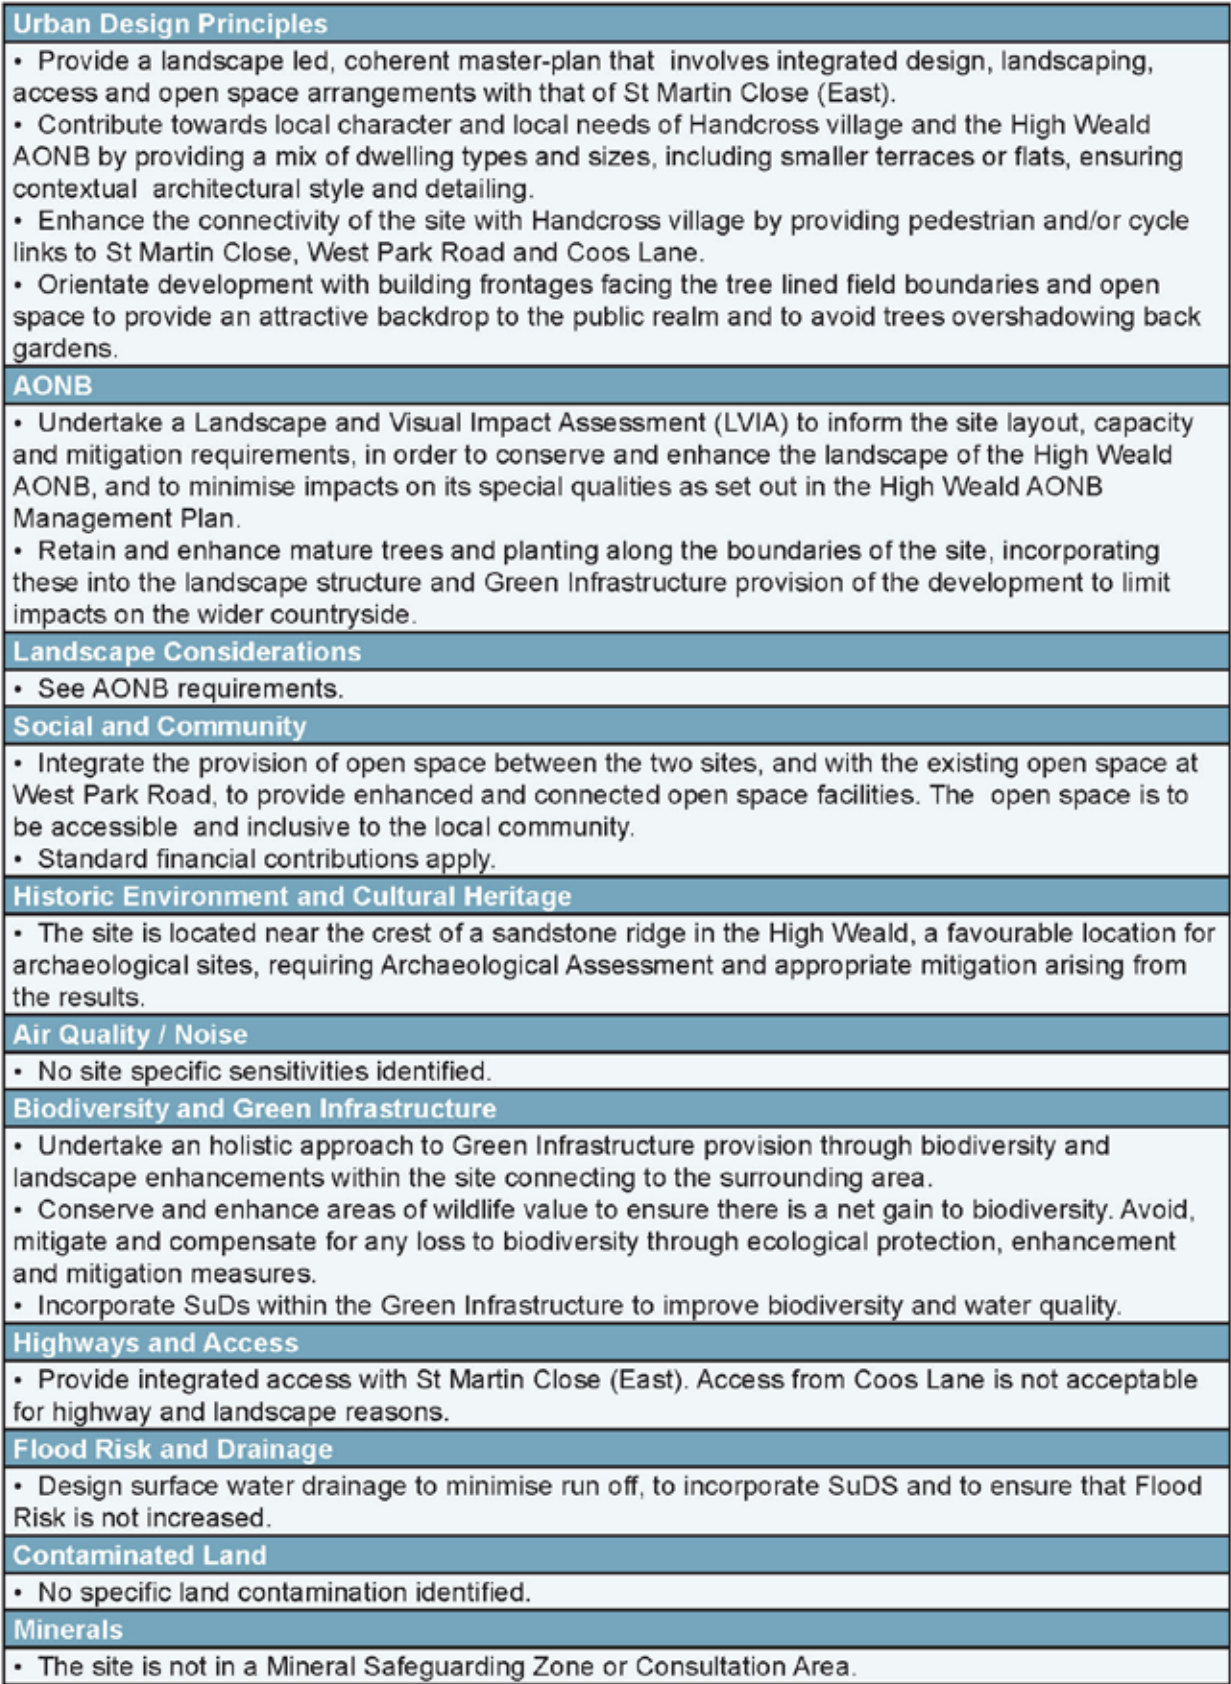 Urban Design Principles
• Provide a landscape led, coherent master-plan that involves integrated design, landscaping,
access and open space arrangements with that of St Martin Close (East).
• Contribute towards local character and local needs of Handcross village and the High Weald
AONB by providing a mix of dwelling types and sizes, including smaller terraces or flats, ensuring
contextual architectural style and detailing.
• Enhance the connectivity of the site with Handcross village by providing pedestrian and/or cycle
links to St Martin Close, West Park Road and Coos Lane.
• Orientate development with building frontages facing the tree lined field boundaries and open
space to provide an attractive backdrop to the public realm and to avoid trees overshadowing back
gardens.
AONB
• Undertake a Landscape and Visual Impact Assessment (LVIA) to inform the site layout, capacity
and mitigation requirements, in order to conserve and enhance the landscape of the High Weald
AONB, and to minimise impacts on its special qualities as set out in the High Weald AONB
Management Plan.
• Retain and enhance mature trees and planting along the boundaries of the site, incorporating
these into the landscape structure and Green Infrastructure provision of the development to limit
impacts on the wider countryside.
Landscape Considerations
• See AONB requirements.
Social and Community
• Integrate the provision of open space between the two sites, and with the existing open space at
West Park Road, to provide enhanced and connected open space facilities. The open space is to
be accessible and inclusive to the local community.
• Standard financial contributions apply.
Historic Environment and Cultural Heritage
• The site is located near the crest of a sandstone ridge in the High Weald, a favourable location for
archaeological sites, requiring Archaeological Assessment and appropriate mitigation arising from
the results.
Air Quality / Noise
• No site specific sensitivities identified.
Biodiversity and Green Infrastructure
• Undertake an holistic approach to Green Infrastructure provision through biodiversity and
landscape enhancements within the site connecting to the surrounding area.
• Conserve and enhance areas of wildlife value to ensure there is a net gain to biodiversity. Avoid,
mitigate and compensate for any loss to biodiversity through ecological protection, enhancement
and mitigation measures.
• Incorporate SuDs within the Green Infrastructure to improve biodiversity and water quality.
Highways and Access
• Provide integrated access with St Martin Close (East). Access from Coos Lane is not acceptable
for highway and landscape reasons.
Flood Risk and Drainage
• Design surface water drainage to minimise run off, to incorporate SuDS and to ensure that Flood
Risk is not increased.
Contaminated Land
• No specific land contamination identified.
Minerals
• The site is not in a Mineral Safeguarding Zone or Consultation Area.